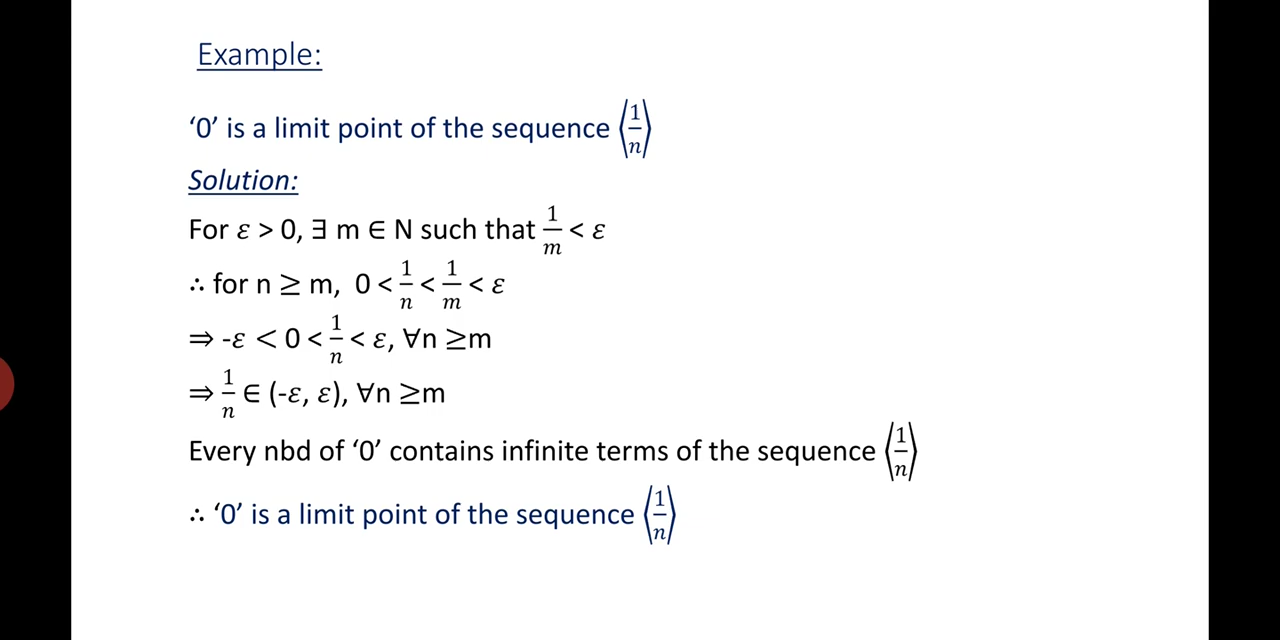 Example:
‘0’ is a limit point of the sequence ⟨1/n⟩
Solution:
For ε > 0, ∃ m ∈ N such that 1/m < ε
∴ for n ≥ m, 0 < 1/n < 1/m < ε
⇒ -ε < 0 < 1/n < ε, ∀n ≥m
⇒ 1/n ∈ (-ε, ε), ∀n ≥m
Every nbd of ‘0’ contains infinite terms of the sequence ⟨1/n⟩
∴ ‘0’ is a limit point of the sequence ⟨1/n⟩